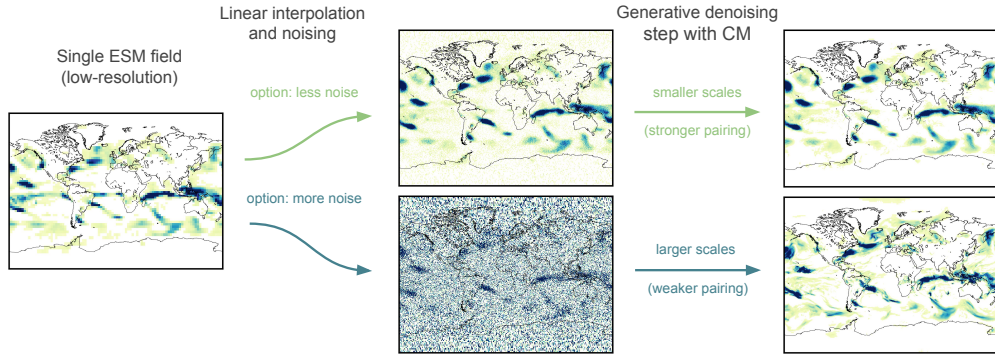 Linear interpolation
and noising
Generative denoising
step with CM
Single ESM field
(low-resolution)
option: less noise
smaller scales
(stronger pairing)
option: more noise
larger scales
(weaker pairing)